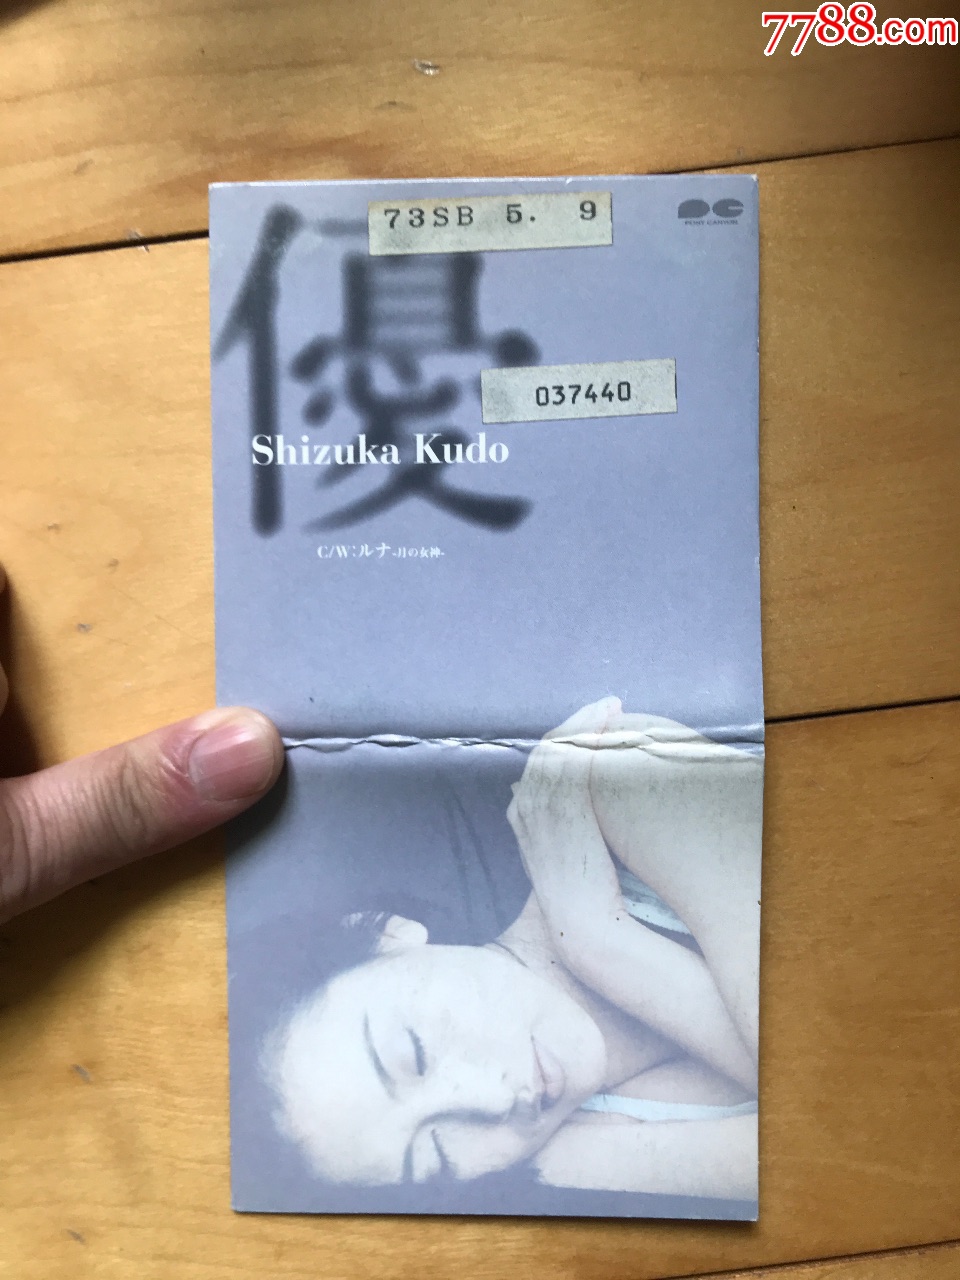 7788.com
73SB 5. 9
PONY CANYON
優
037440
Shizuka Kudo
C/W:ルナ-月の女神-